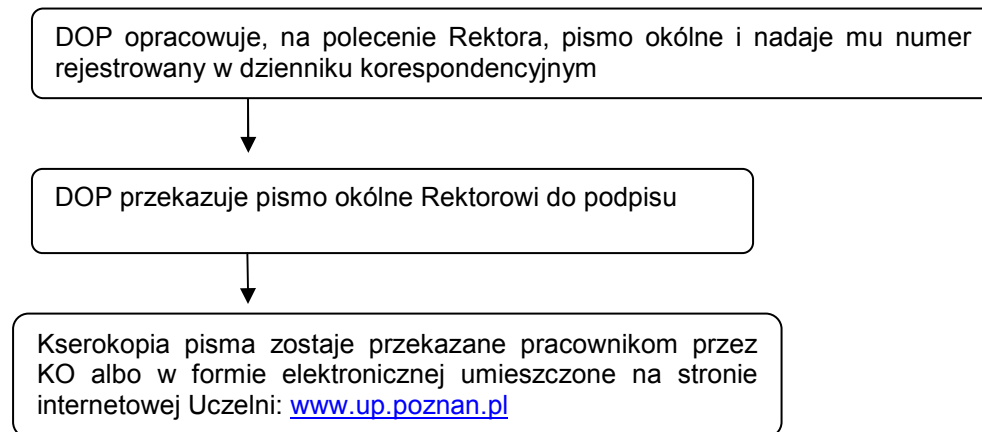 DOP opracowuje, na polecenie Rektora, pismo okólne i nadaje mu numer
rejestrowany w dzienniku korespondencyjnym
DOP przekazuje pismo okólne Rektorowi do podpisu
Kserokopia pisma zostaje przekazane pracownikom przez
KO albo w formie elektronicznej umieszczone na stronie
internetowej Uczelni: www.up.poznan.pl